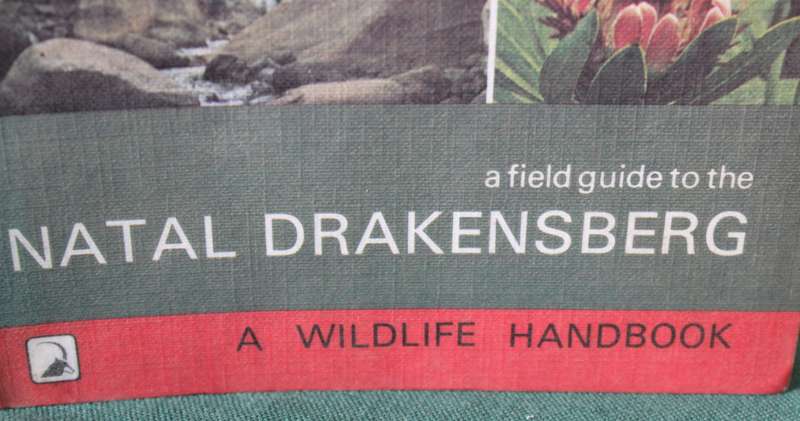 a field guide to the
NATAL DRAKENSBERG
A WILDLIFE HANDBOOK